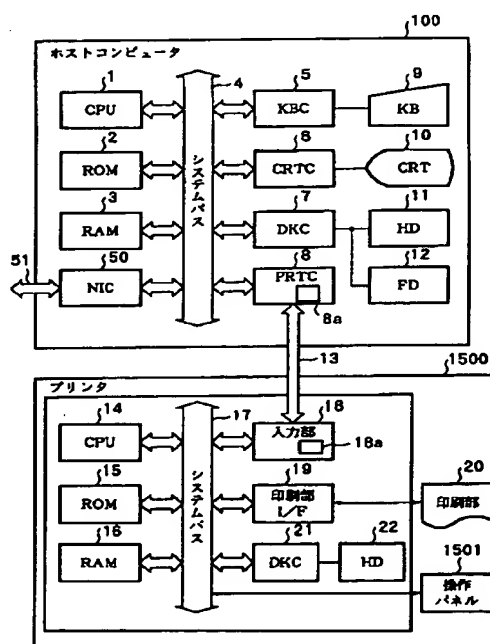 100
ホストコンピュータ
1
4
5
9
CPU
KBC
KB
2
8
10
ROM
CRTC
CRT
システムバス
3
7
11
RAM
DKC
HD
51
50
8
12
NIC
PRTC
FD
8a
13
1500
プリンタ
14
17
18
CPU
入力部
18a
15
19
20
ROM
印刷部
I/F
印刷部
システムバス
16
21
22
1501
RAM
DKC
HD
操作
パネル